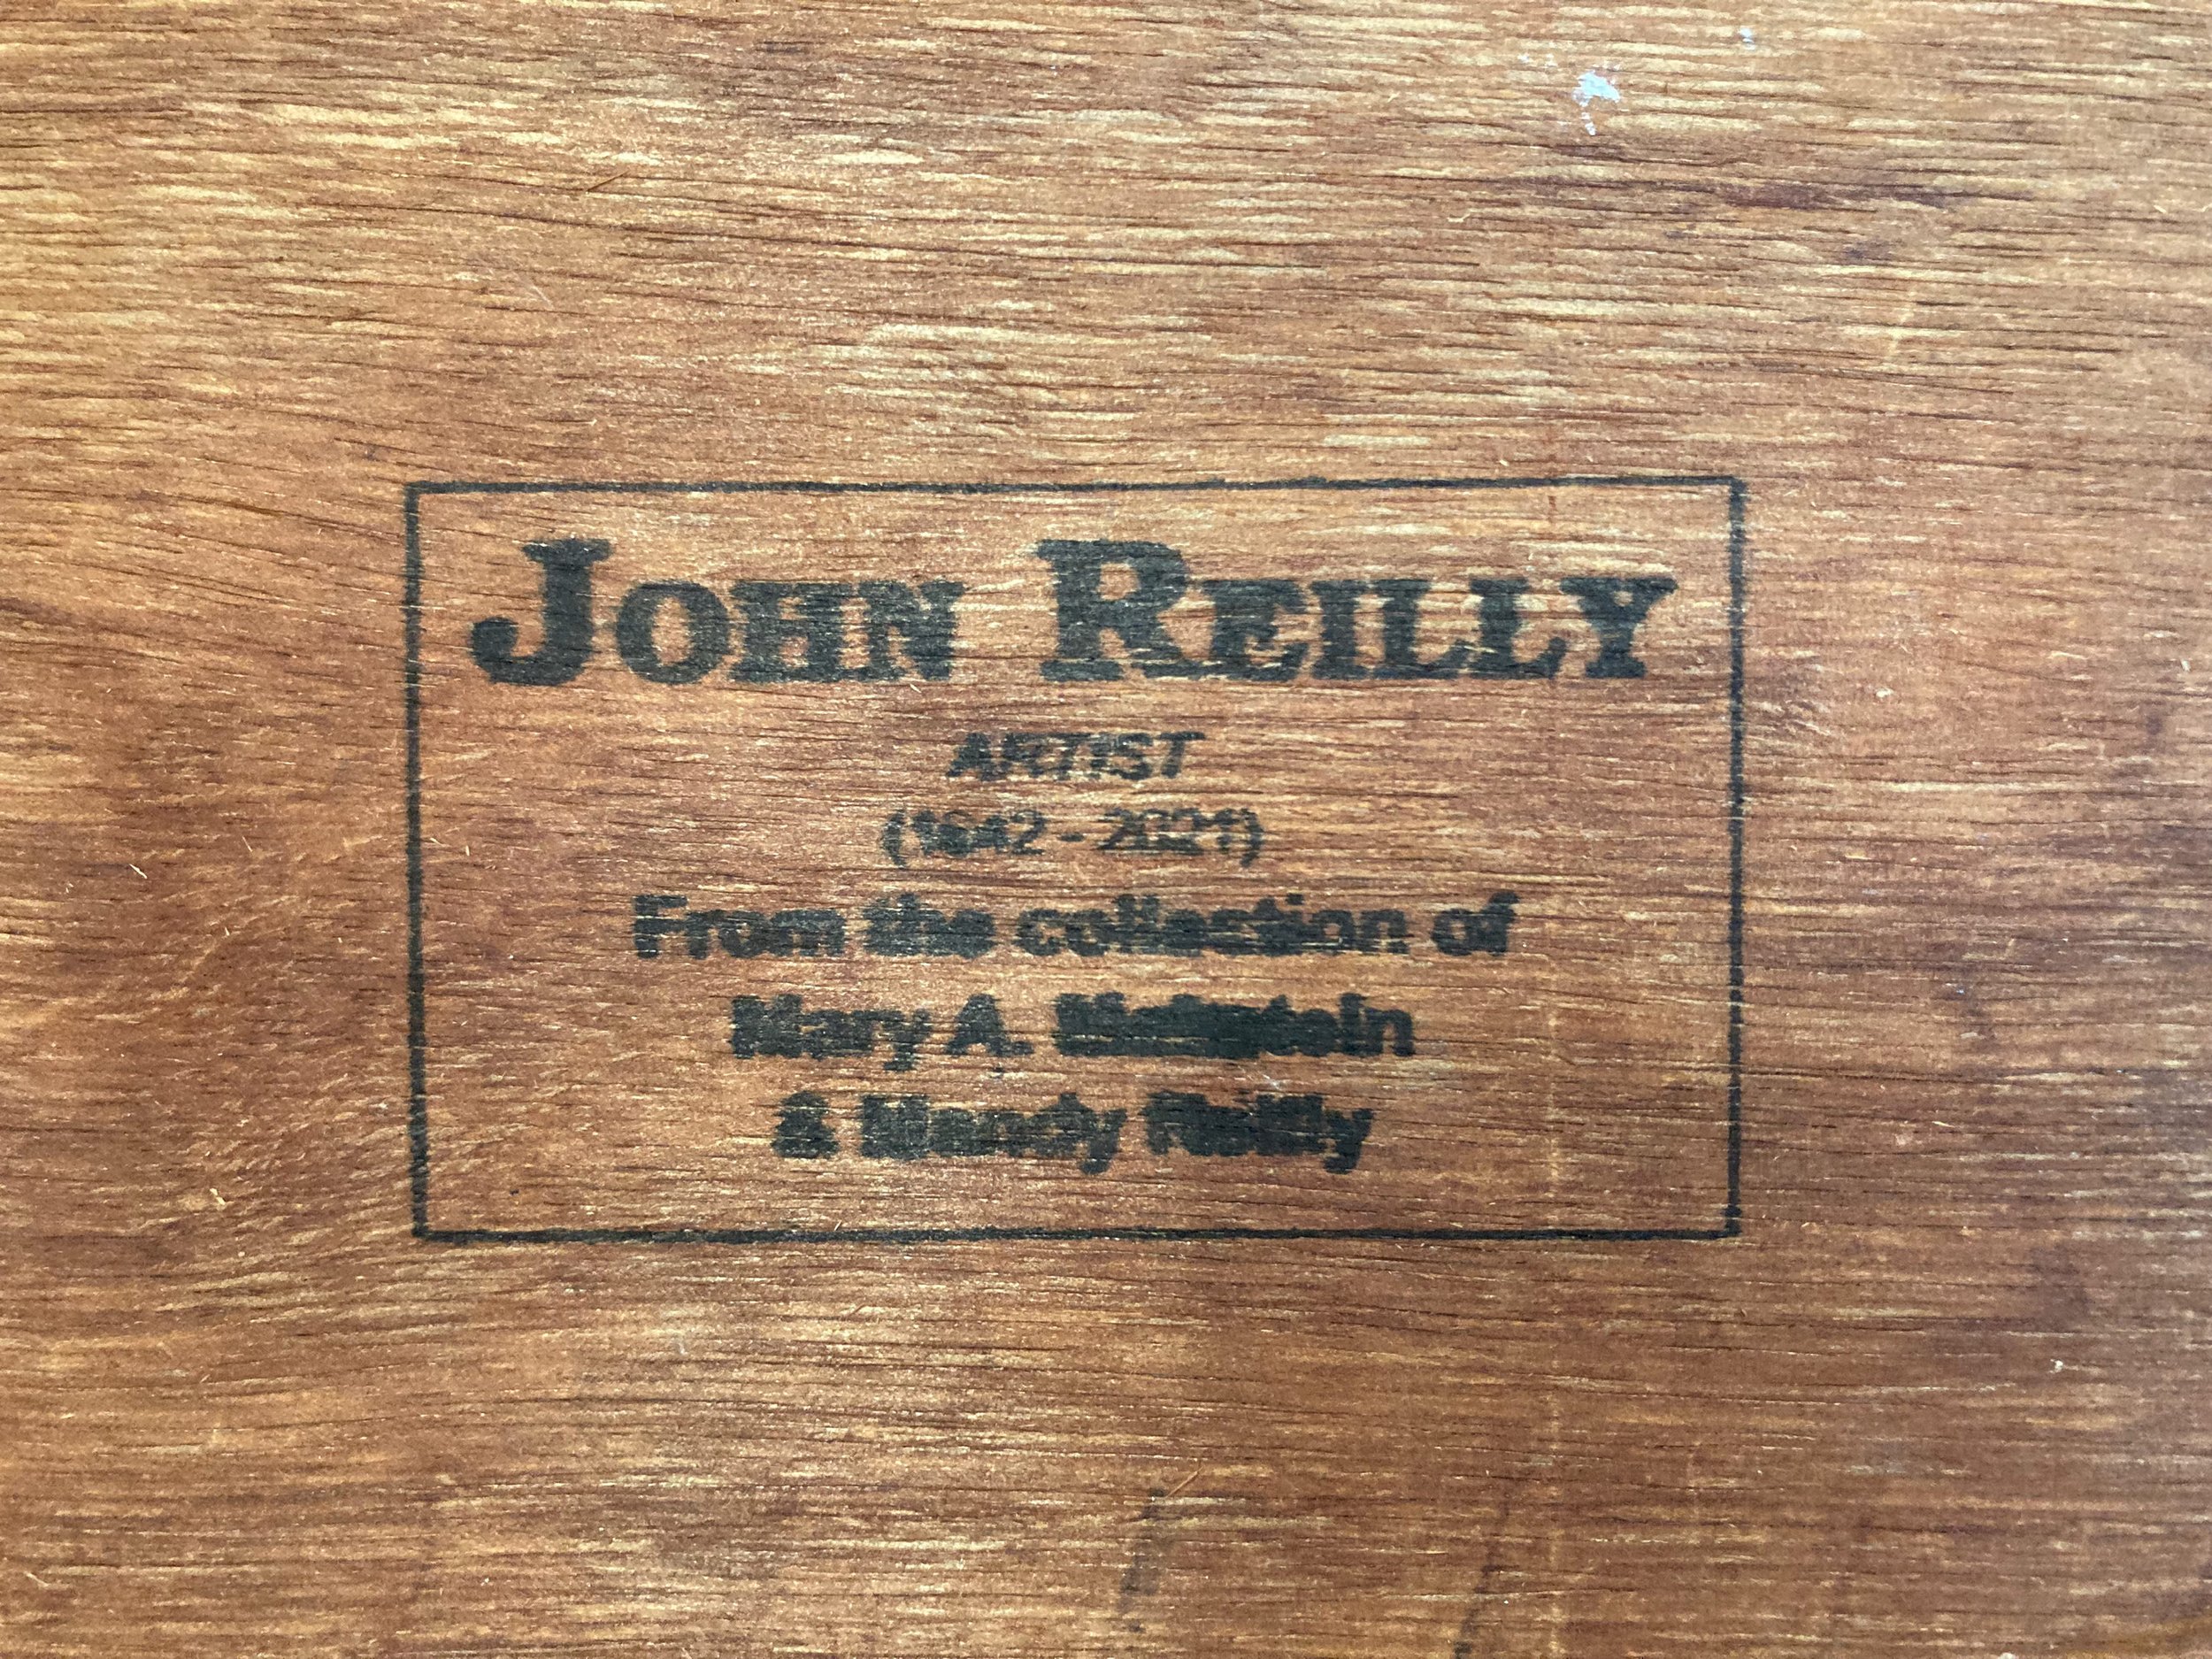 JOHN REILLY
ARTIST
(1942 - 2021)
From the collection of
Mary A.
& Reilly